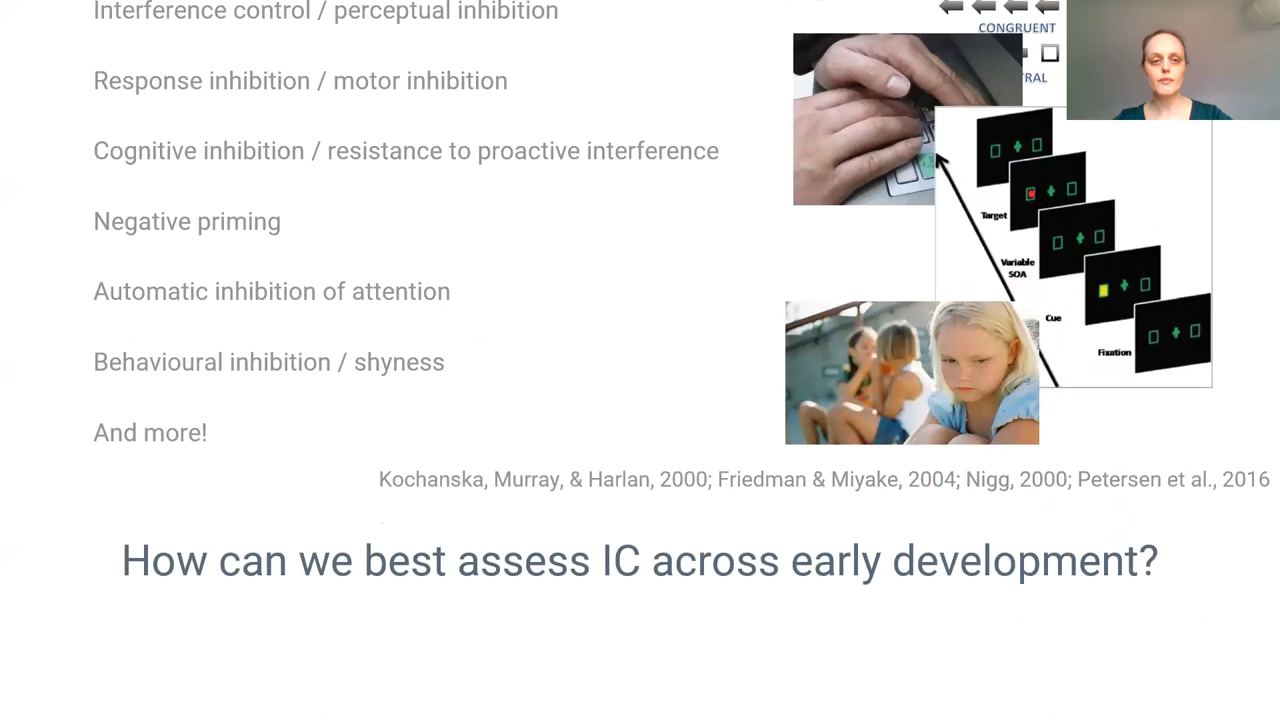 Interference control / perceptual inhibition
Response inhibition / motor inhibition
Cognitive inhibition / resistance to proactive interference
Negative priming
Automatic inhibition of attention
Behavioural inhibition / shyness
And more!
CONGRUENT
Target
Variable
SOA
Cue
Fixation
Kochanska, Murray, & Harlan, 2000; Friedman & Miyake, 2004; Nigg, 2000; Petersen et al., 2016
How can we best assess IC across early development?